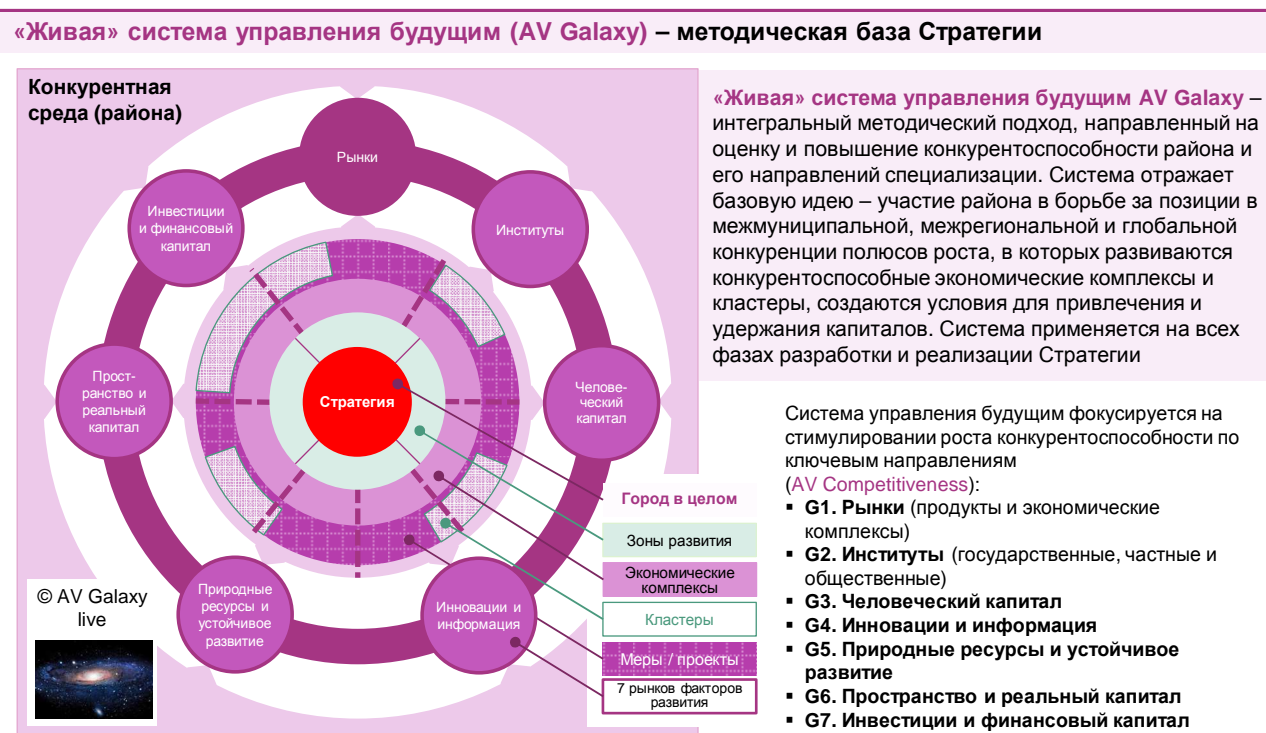 «Живая» система управления будущим (AV Galaxy) – методическая база Стратегии
Конкурентная
среда (района)
Рынки
Инвестиции
и финансовый
капитал
Институты
Прост-
ранство и
реальный
капитал
Стратегия
Челове-
ческий
капитал
Природные
ресурсы и
устойчивое
развитие
Инновации и
информация
© AV Galaxy
live
Город в целом
Зоны развития
Экономические
комплексы
Кластеры
Меры / проекты
7 рынков факторов
развития
«Живая» система управления будущим AV Galaxy –
интегральный методический подход, направленный на
оценку и повышение конкурентоспособности района и
его направлений специализации. Система отражает
базовую идею – участие района в борьбе за позиции в
межмуниципальной, межрегиональной и глобальной
конкуренции полюсов роста, в которых развиваются
конкурентоспособные экономические комплексы и
кластеры, создаются условия для привлечения и
удержания капиталов. Система применяется на всех
фазах разработки и реализации Стратегии
Система управления будущим фокусируется на
стимулировании роста конкурентоспособности по
ключевым направлениям
(AV Competitiveness):
▪ G1. Рынки (продукты и экономические
комплексы)
▪ G2. Институты (государственные, частные и
общественные)
▪ G3. Человеческий капитал
▪ G4. Инновации и информация
▪ G5. Природные ресурсы и устойчивое
развитие
▪ G6. Пространство и реальный капитал
▪ G7. Инвестиции и финансовый капитал